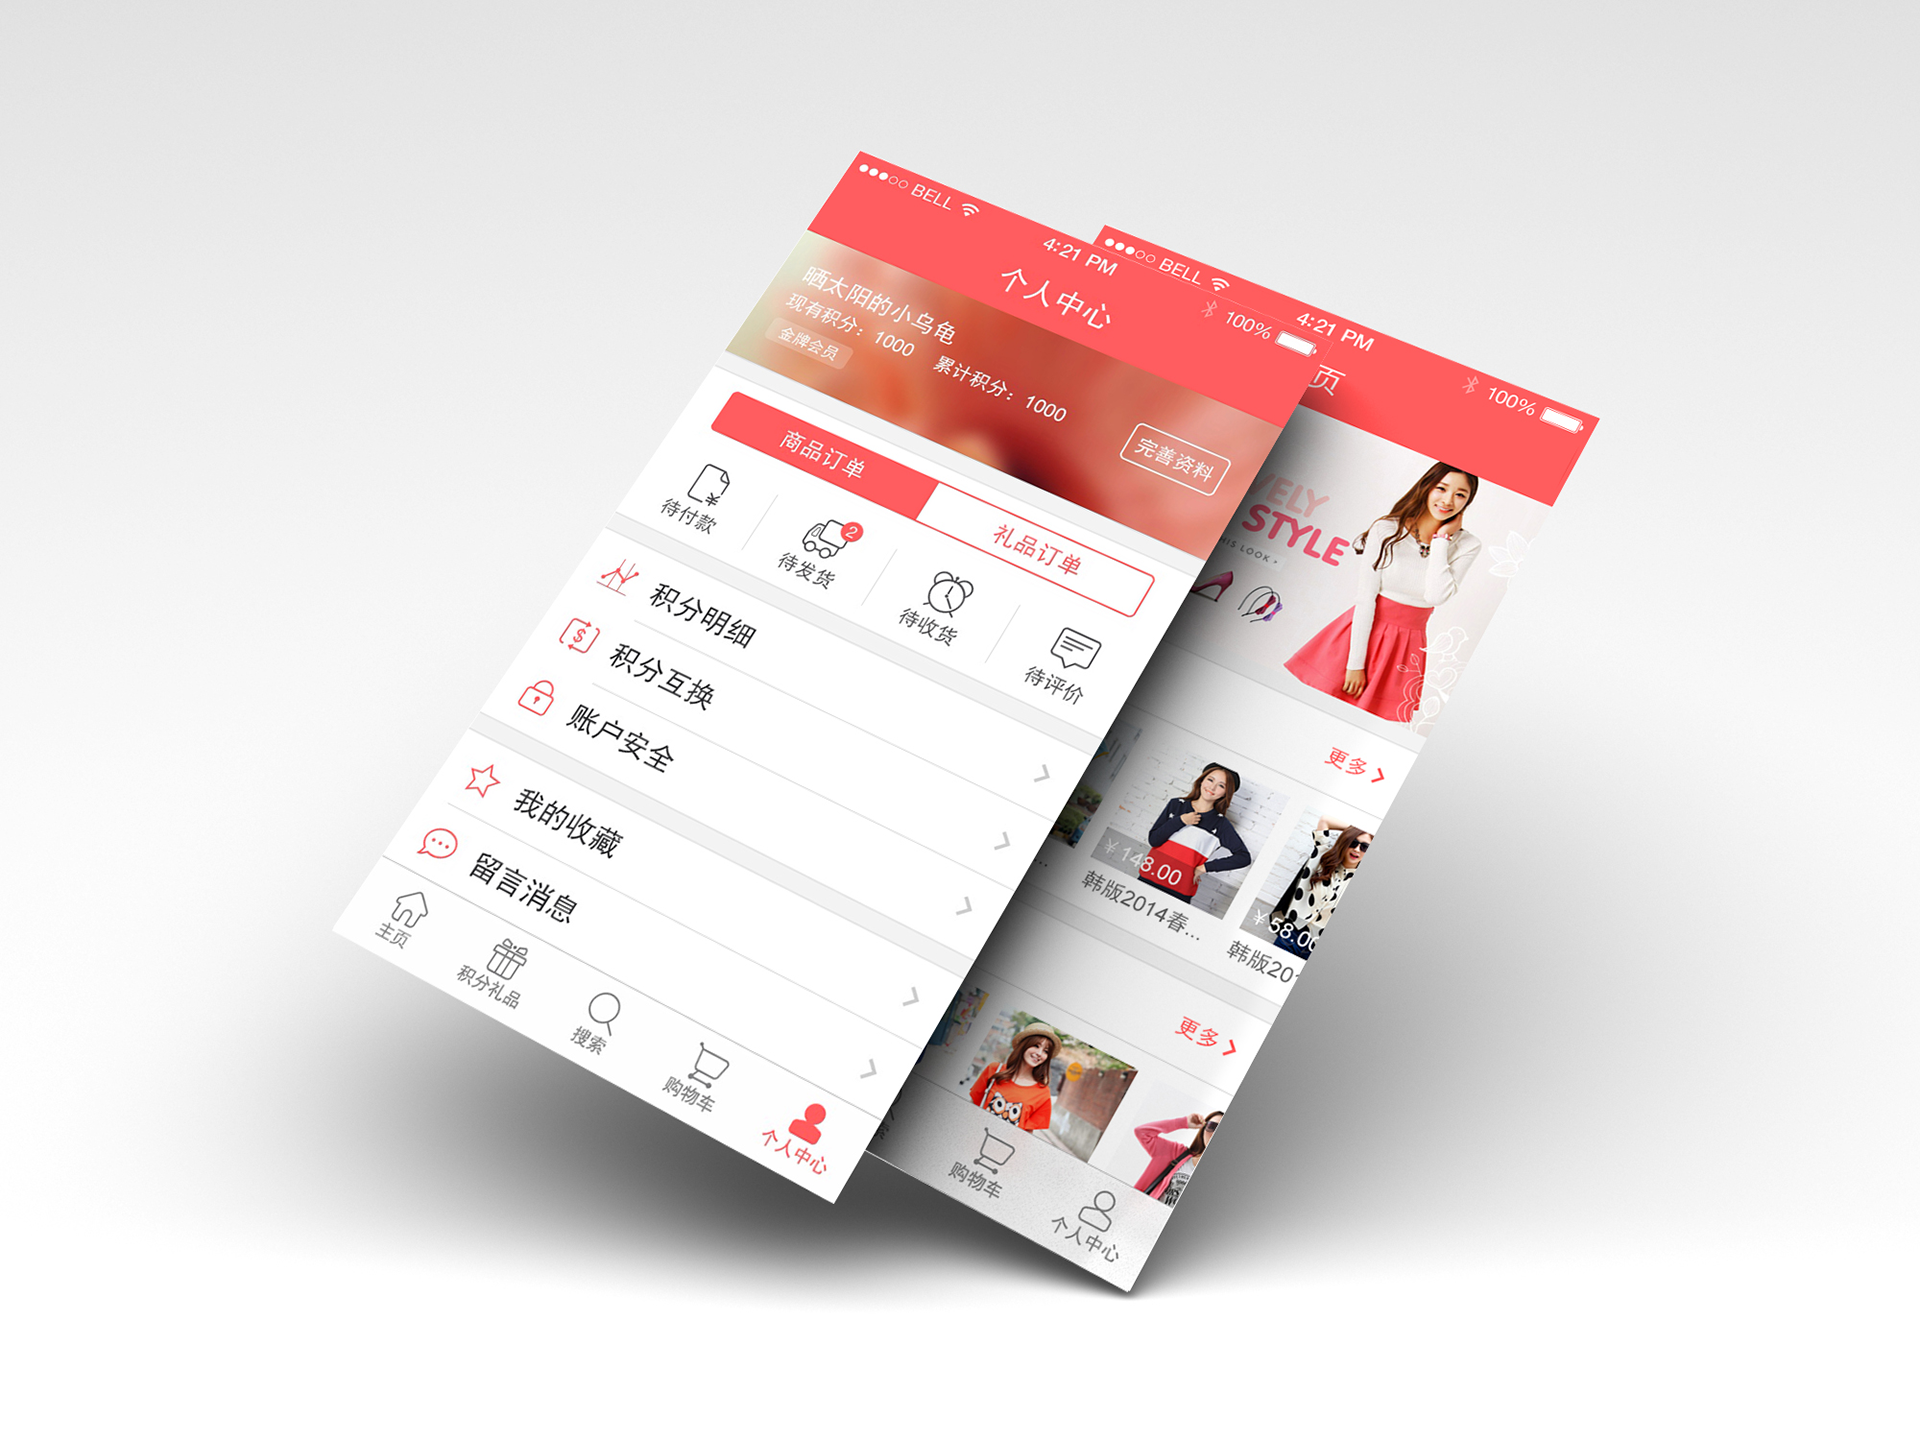 BELL
4:21 PM
100%
个人中心
晒太阳的小乌龟
现有积分：1000 累计积分：1000
金牌会员
完善资料
商品订单
礼品订单
待付款
2
待发货
待收货
待评价
积分明细
积分互换
账户安全
我的收藏
留言消息
主页
积分礼品
搜索
购物车
个人中心
BELL
4:21 PM
100%
页
VELY
STYLE
HIS LOOK
更多
¥148.00
韩版2014春...
¥58.00
韩版201
更多
购物车
个人中心